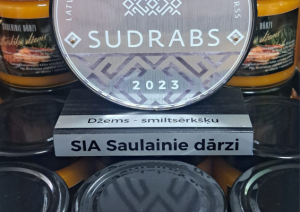 SUDRABS
2023
Džems - smiltsērkšķu
SIA Saulainie dārzi